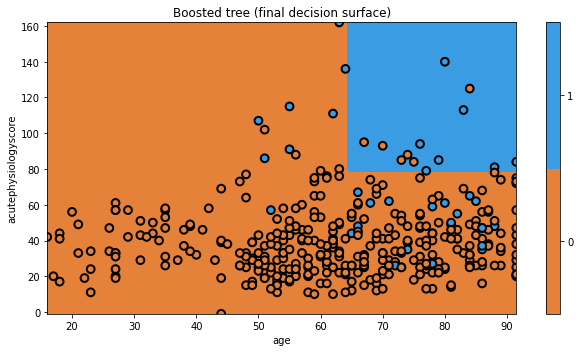 Boosted tree (final decision surface)
acutephysiologyscore
160
140
120
100
80
60
40
20
0
20 30 40 50 60 70 80 90
age
1
0